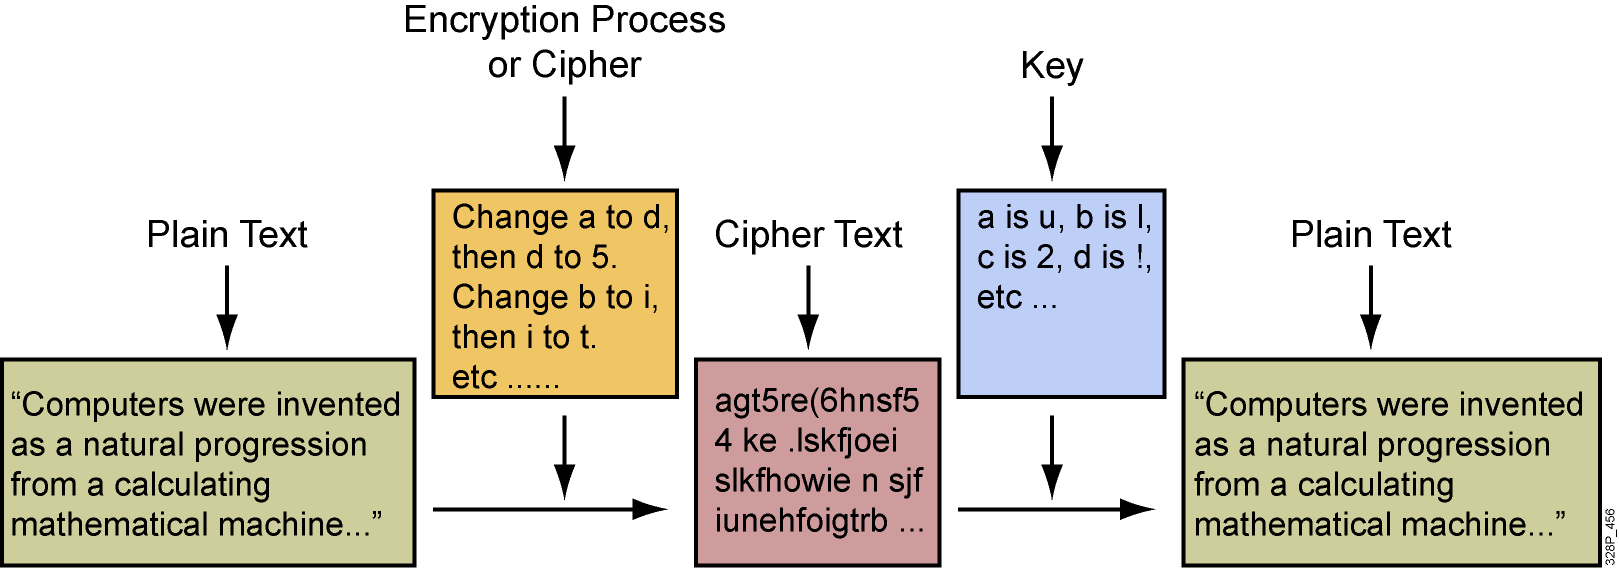 Encryption Process
or Cipher
Key
Plain Text
Change a to d,
then d to 5.
Change b to i,
then i to t.
etc ......
Cipher Text
a is u, b is l,
c is 2, d is !,
etc ...
Plain Text
“Computers were invented
as a natural progression
from a calculating
mathematical machine...”
agt5re(6hnsf5
4 ke .lskfjoei
slkfhowie n sjf
iunehfoigtrb ...
“Computers were invented
as a natural progression
from a calculating
mathematical machine...”
328P_456